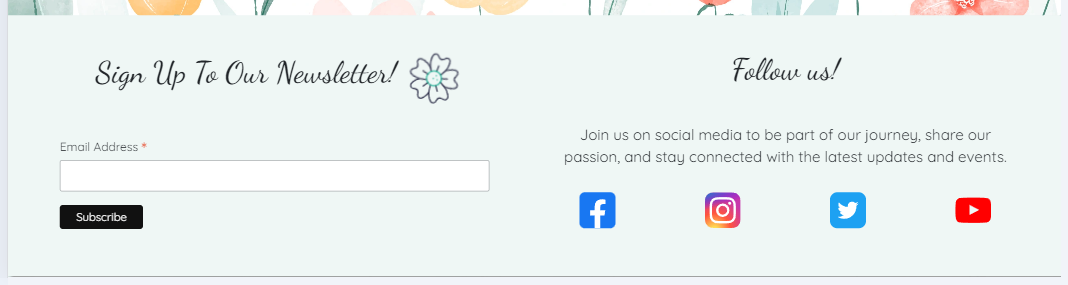 Sign Up To Our Newsletter!
Email Address *
Subscribe
Follow us!
Join us on social media to be part of our journey, share our
passion, and stay connected with the latest updates and events.